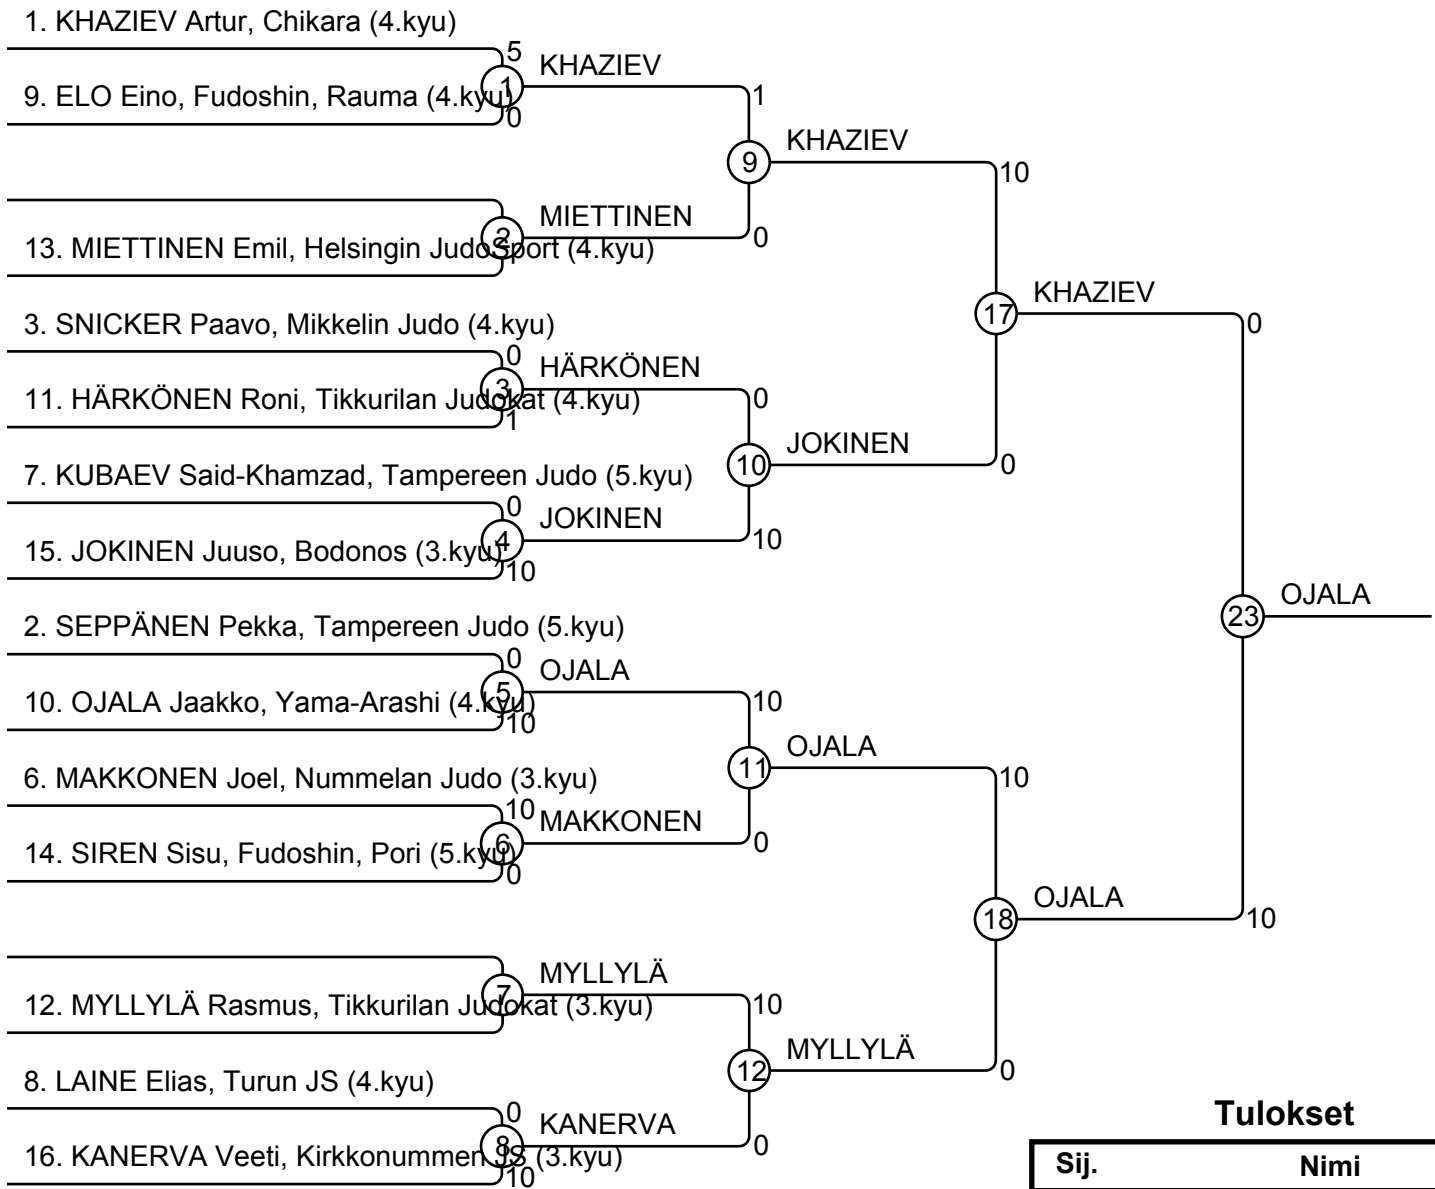 1. KHAZIEV Artur, Chikara (4.kyu)
5
KHAZIEV
1
9. ELO Eino, Fudoshin, Rauma (4.kyu)
0
1
KHAZIEV
9
10
MIETTINEN
2
0
13. MIETTINEN Emil, Helsingin JudoSport (4.kyu)
KHAZIEV
17
0
3. SNICKER Paavo, Mikkelin Judo (4.kyu)
0
HÄRKÖNEN
3
0
11. HÄRKÖNEN Roni, Tikkurilan Judokat (4.kyu)
1
JOKINEN
10
0
7. KUBAEV Said-Khamzad, Tampereen Judo (5.kyu)
0
JOKINEN
4
10
15. JOKINEN Juuso, Bodonos (3.kyu)
10
OJALA
23
2. SEPPÄNEN Pekka, Tampereen Judo (5.kyu)
0
OJALA
5
10
10. OJALA Jaakko, Yama-Arashi (4.kyu)
10
OJALA
11
10
6. MAKKONEN Joel, Nummelan Judo (3.kyu)
10
MAKKONEN
6
0
14. SIREN Sisu, Fudoshin, Pori (5.kyu)
0
OJALA
18
10
MYLLYLÄ
7
10
12. MYLLYLÄ Rasmus, Tikkurilan Judokat (3.kyu)
MYLLYLÄ
12
0
8. LAINE Elias, Turun JS (4.kyu)
0
KANERVA
8
0
16. KANERVA Veeti, Kirkkonummen JS (3.kyu)
10
Tulokset
Sij. Nimi